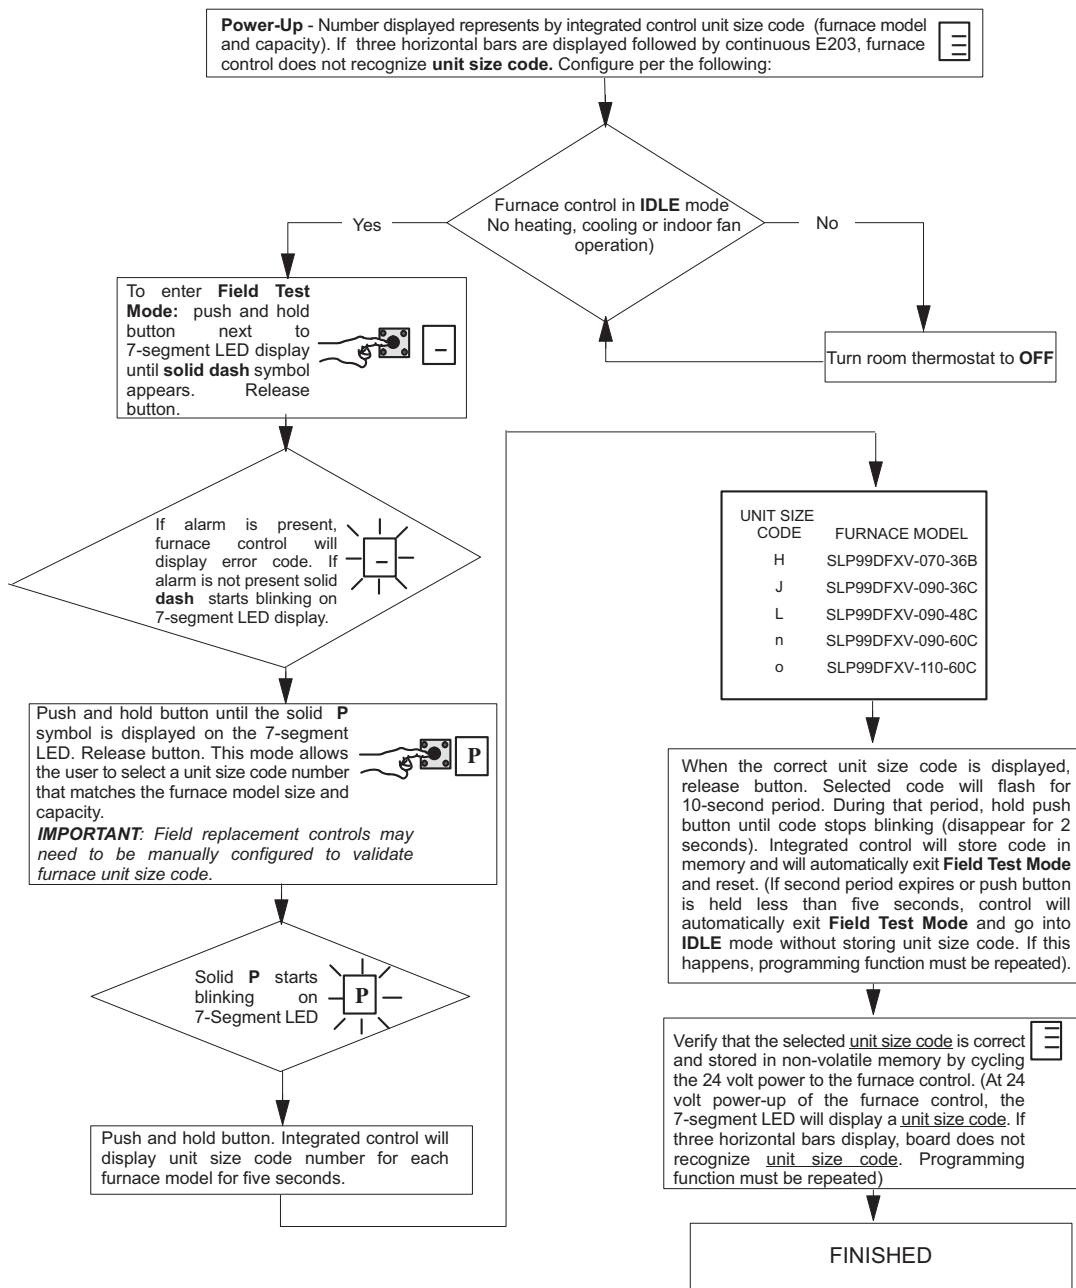 Power-Up - Number displayed represents by integrated control unit size code (furnace model
and capacity). If three horizontal bars are displayed followed by continuous E203, furnace
control does not recognize unit size code. Configure per the following:
Furnace control in IDLE mode
No heating, cooling or indoor fan
operation)
Yes
No
To enter Field Test
Mode: push and hold
button next to
7-segment LED display
until solid dash symbol
appears. Release
button.
Turn room thermostat to OFF
If alarm is present,
furnace control will
display error code. If
alarm is not present solid
dash starts blinking on
7-segment LED display.
Push and hold button until the solid P
symbol is displayed on the 7-segment
LED. Release button. This mode allows
the user to select a unit size code number
that matches the furnace model size and
capacity.
IMPORTANT: Field replacement controls may
need to be manually configured to validate
furnace unit size code.
P
Solid P starts
blinking on
7-Segment LED
P
Push and hold button. Integrated control will
display unit size code number for each
furnace model for five seconds.
UNIT SIZE
CODE FURNACE MODEL
H SLP99DFXV-070-36B
J SLP99DFXV-090-36C
L SLP99DFXV-090-48C
n SLP99DFXV-090-60C
o SLP99DFXV-110-60C
When the correct unit size code is displayed,
release button. Selected code will flash for
10-second period. During that period, hold push
button until code stops blinking (disappear for 2
seconds). Integrated control will store code in
memory and will automatically exit Field Test Mode
and reset. (If second period expires or push button
is held less than five seconds, control will
automatically exit Field Test Mode and go into
IDLE mode without storing unit size code. If this
happens, programming function must be repeated).
Verify that the selected unit size code is correct
and stored in non-volatile memory by cycling
the 24 volt power to the furnace control. (At 24
volt power-up of the furnace control, the
7-segment LED will display a unit size code. If
three horizontal bars display, board does not
recognize unit size code. Programming
function must be repeated)
FINISHED